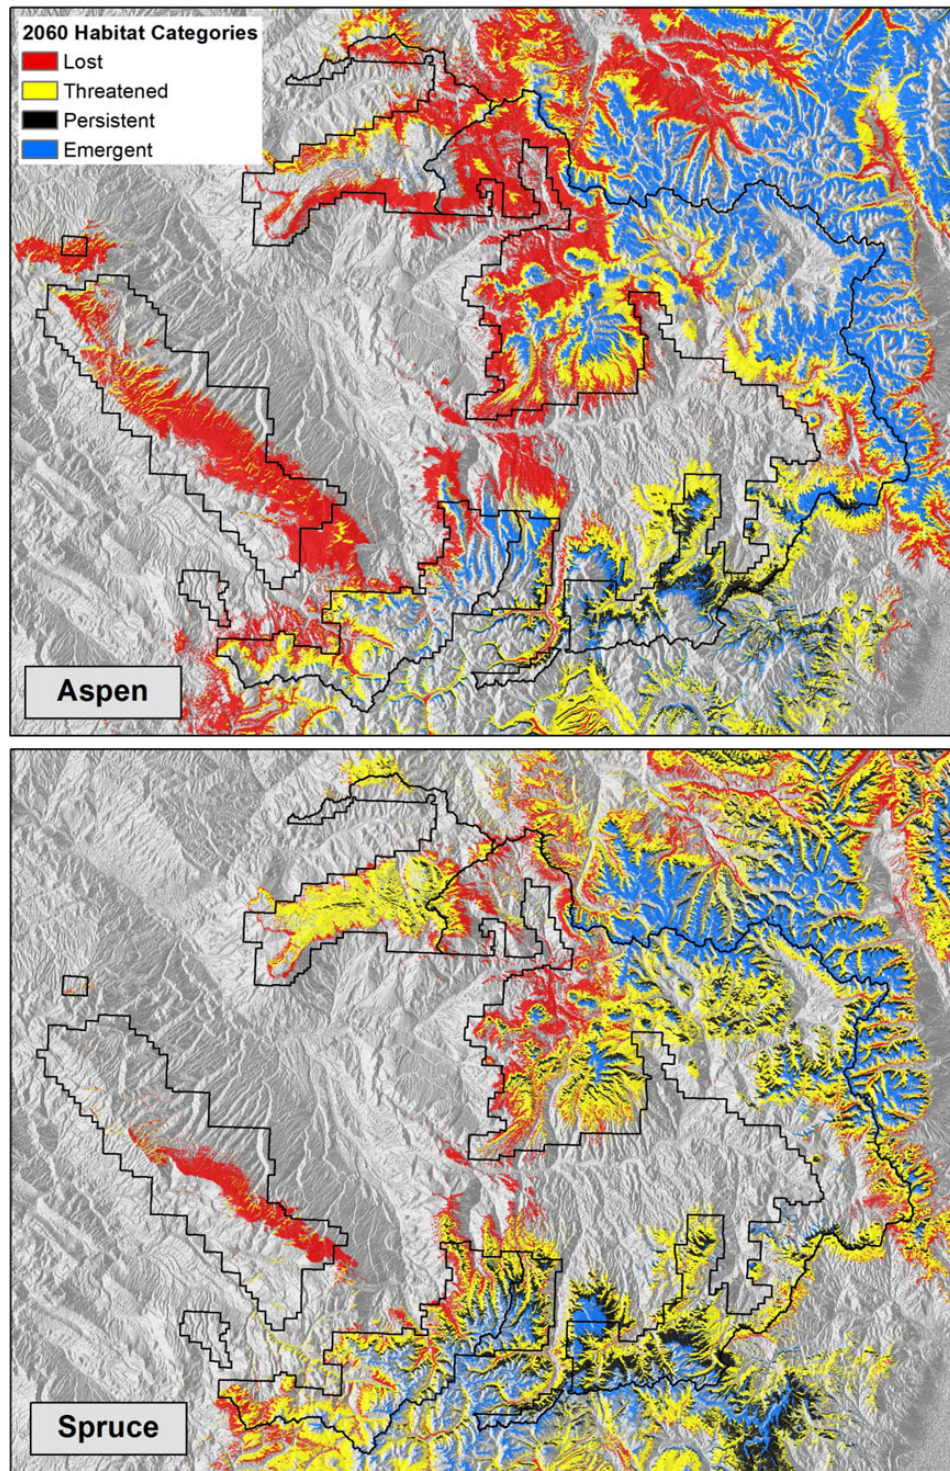 2060 Habitat Categories
Lost
Threatened
Persistent
Emergent
Aspen
Spruce